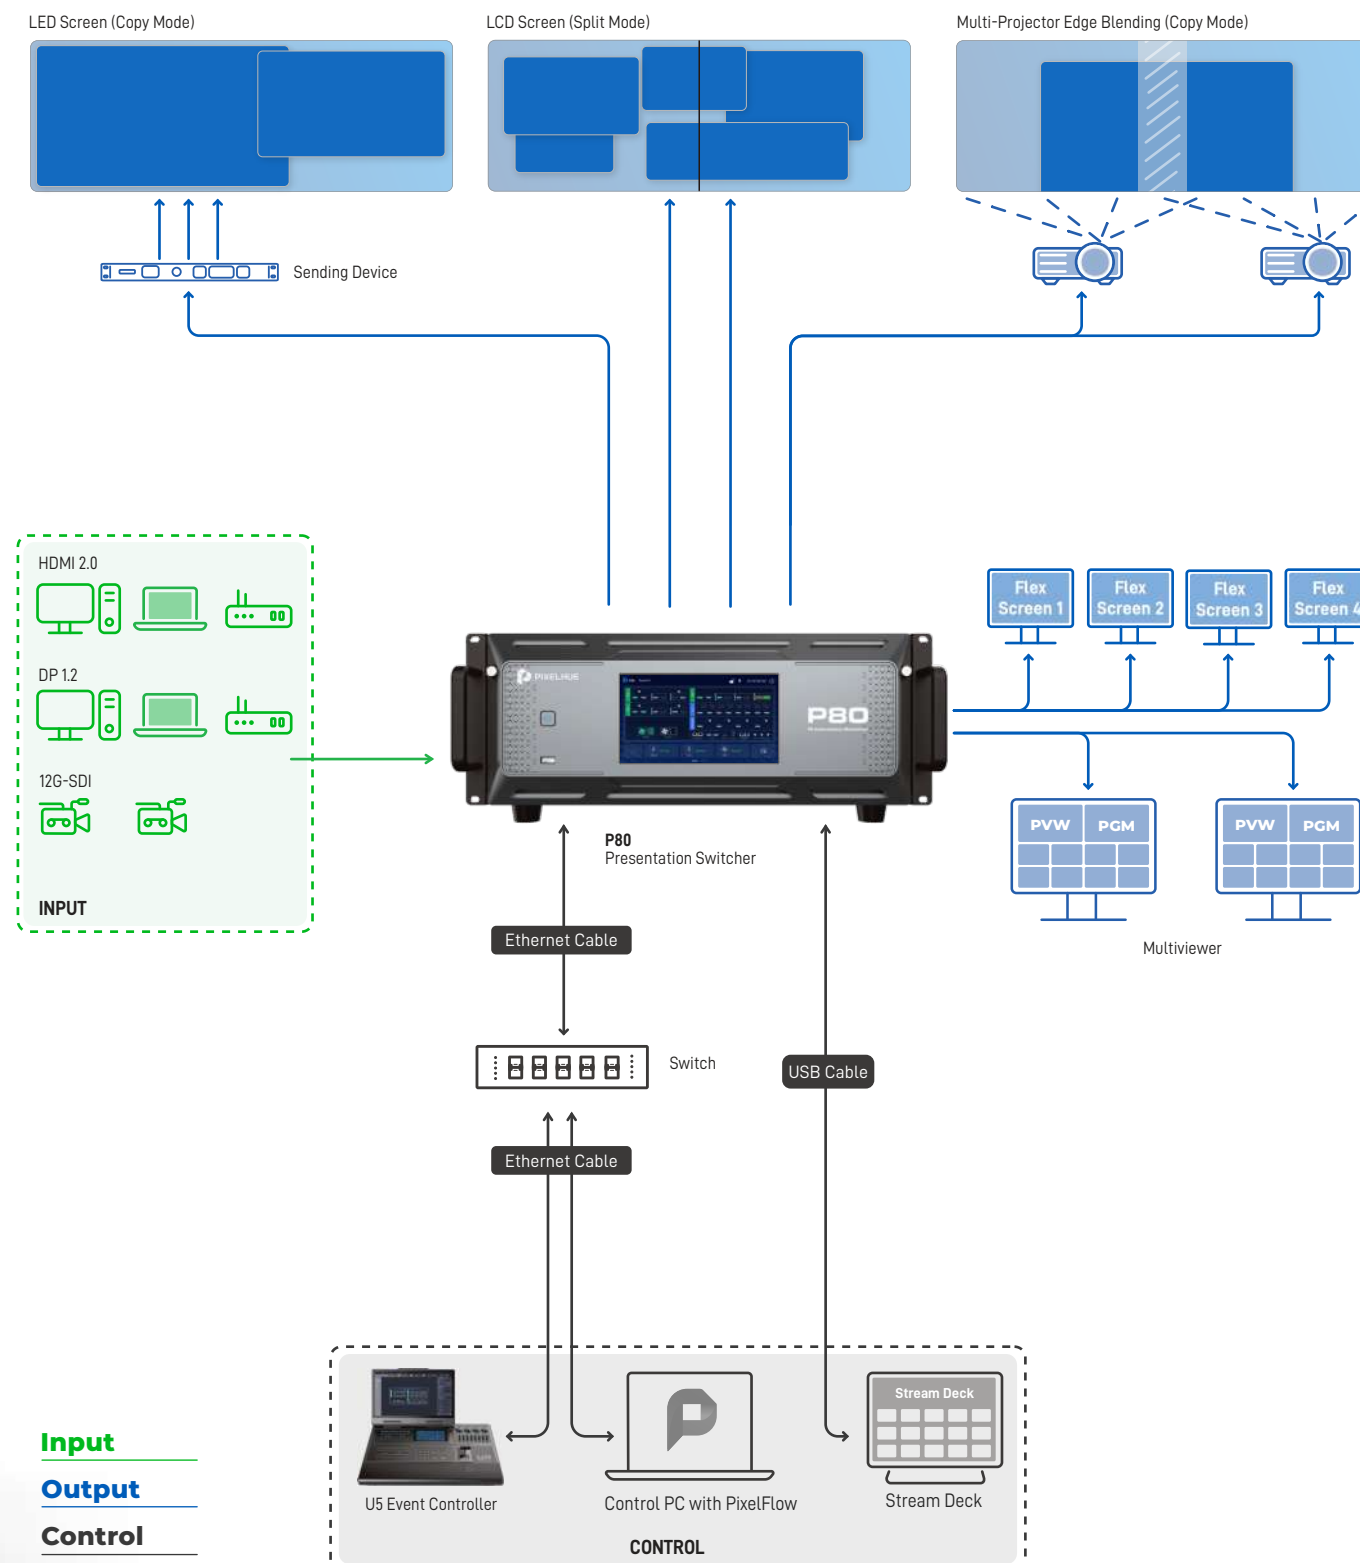 LED Screen (Copy Mode)
LCD Screen (Split Mode)
Multi-Projector Edge Blending (Copy Mode)
Sending Device
HDMI 2.0
DP 1.2
12G-SDI
INPUT
PIXELHUE
P80
Flex
Screen 1
Flex
Screen 2
Flex
Screen 3
Flex
Screen 4
P80
Presentation Switcher
PVW PGM
PVW PGM
Multiviewer
Ethernet Cable
Switch
USB Cable
Ethernet Cable
Stream Deck
U5 Event Controller
Control PC with PixelFlow
Stream Deck
CONTROL
Input
Output
Control